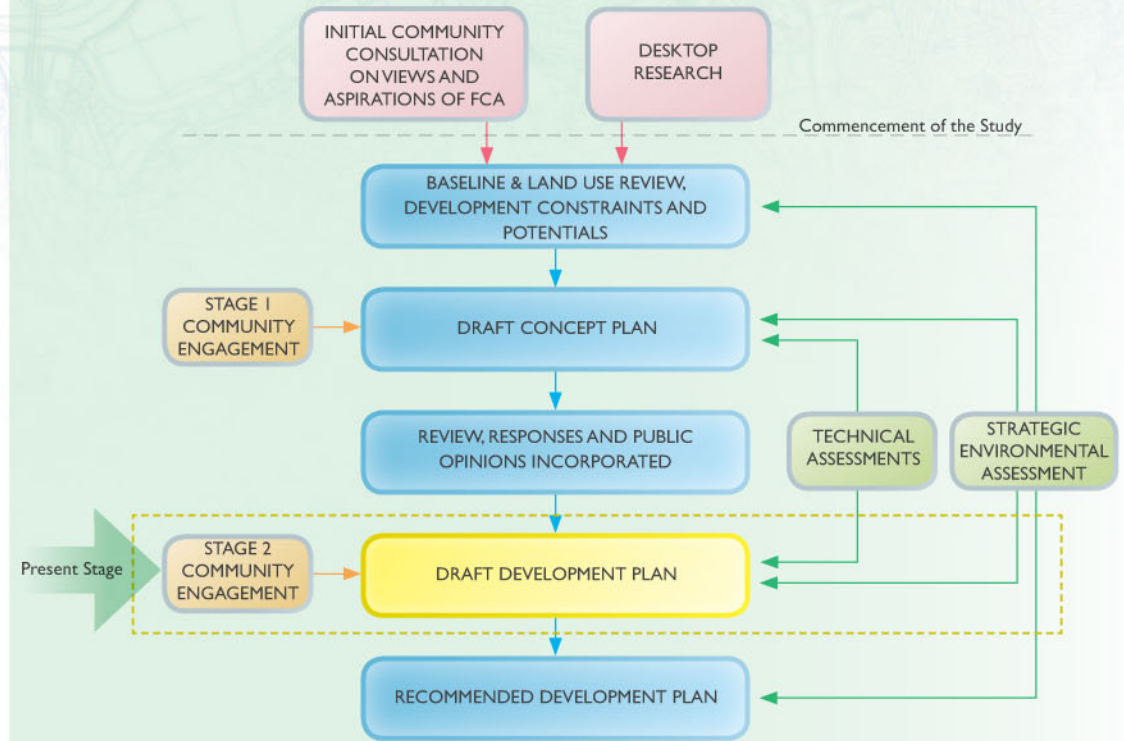 INITIAL COMMUNITY
CONSULTATION
ON VIEWS AND
ASPIRATIONS OF FCA
DESKTOP
RESEARCH
Commencement of the Study
BASELINE & LAND USE REVIEW,
DEVELOPMENT CONSTRAINTS AND
POTENTIALS
STAGE 1
COMMUNITY
ENGAGEMENT
DRAFT CONCEPT PLAN
REVIEW, RESPONSES AND PUBLIC
OPINIONS INCORPORATED
TECHNICAL
ASSESSMENTS
STRATEGIC
ENVIRONMENTAL
ASSESSMENT
Present Stage
STAGE 2
COMMUNITY
ENGAGEMENT
DRAFT DEVELOPMENT PLAN
RECOMMENDED DEVELOPMENT PLAN